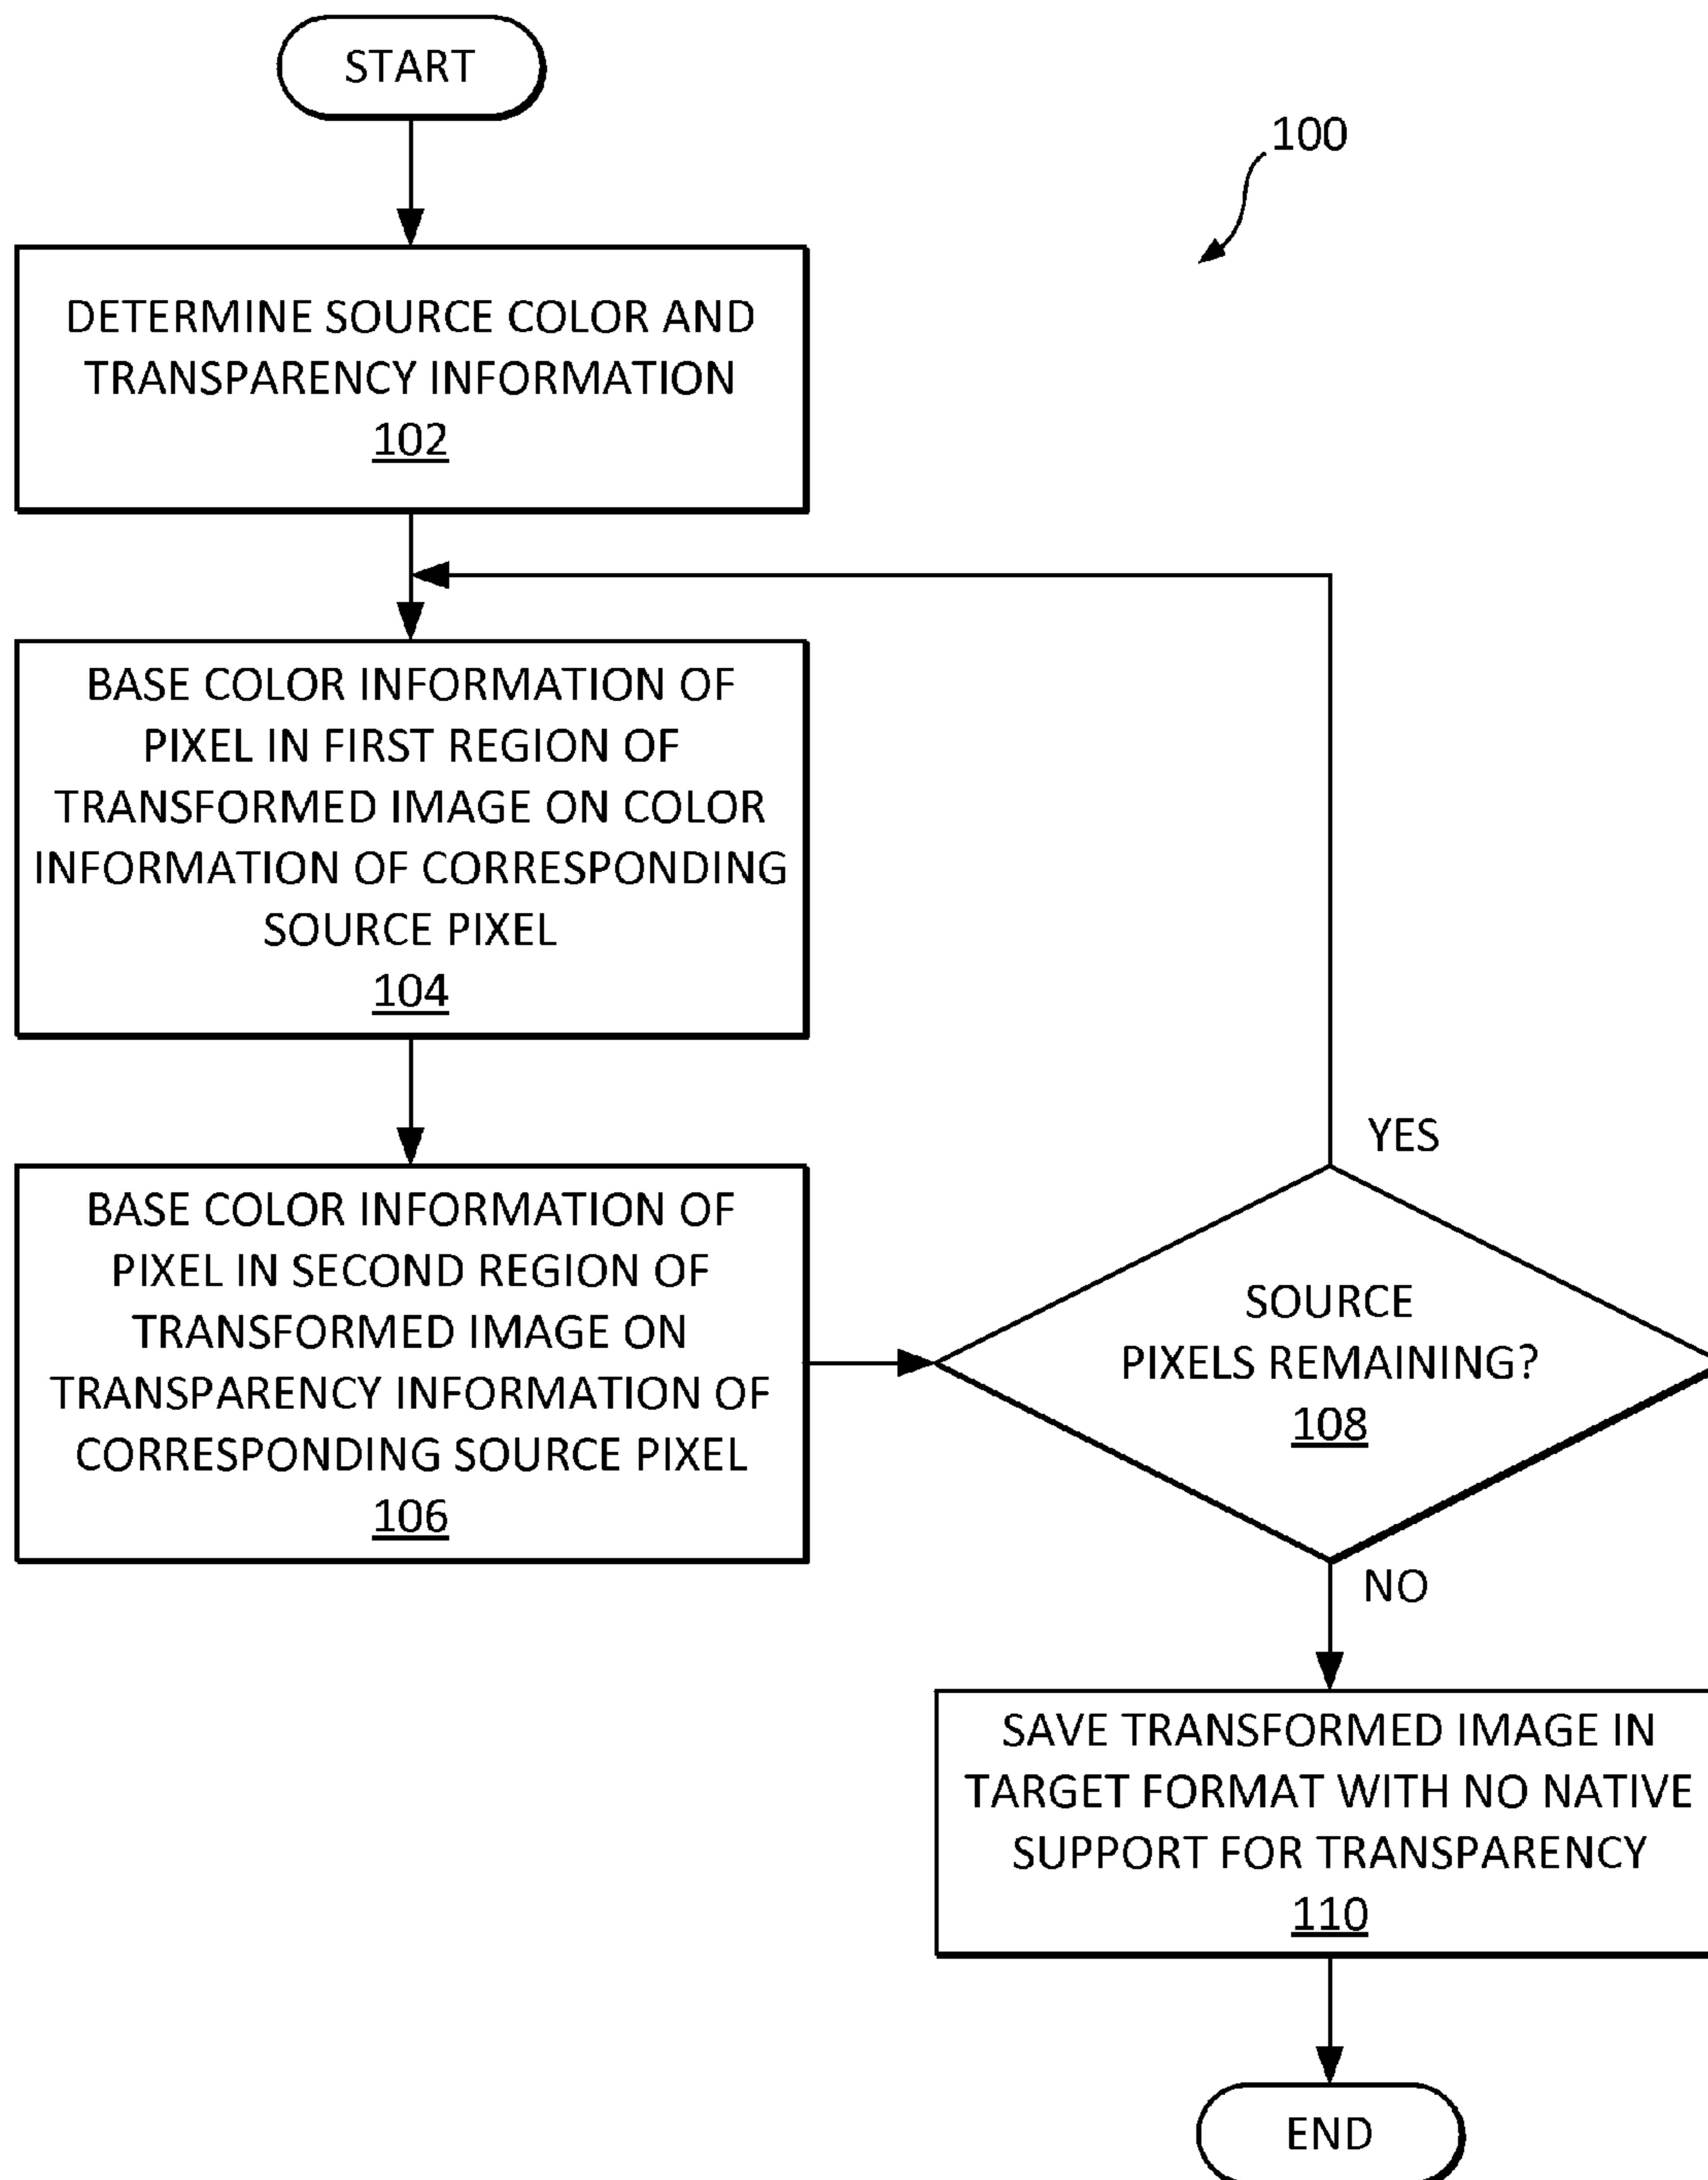 START
100
DETERMINE SOURCE COLOR AND
TRANSPARENCY INFORMATION
102
BASE COLOR INFORMATION OF
PIXEL IN FIRST REGION OF
TRANSFORMED IMAGE ON COLOR
INFORMATION OF CORRESPONDING
SOURCE PIXEL
104
BASE COLOR INFORMATION OF
PIXEL IN SECOND REGION OF
TRANSFORMED IMAGE ON
TRANSPARENCY INFORMATION OF
CORRESPONDING SOURCE PIXEL
106
YES
SOURCE
PIXELS REMAINING?
108
NO
SAVE TRANSFORMED IMAGE IN
TARGET FORMAT WITH NO NATIVE
SUPPORT FOR TRANSPARENCY
110
END